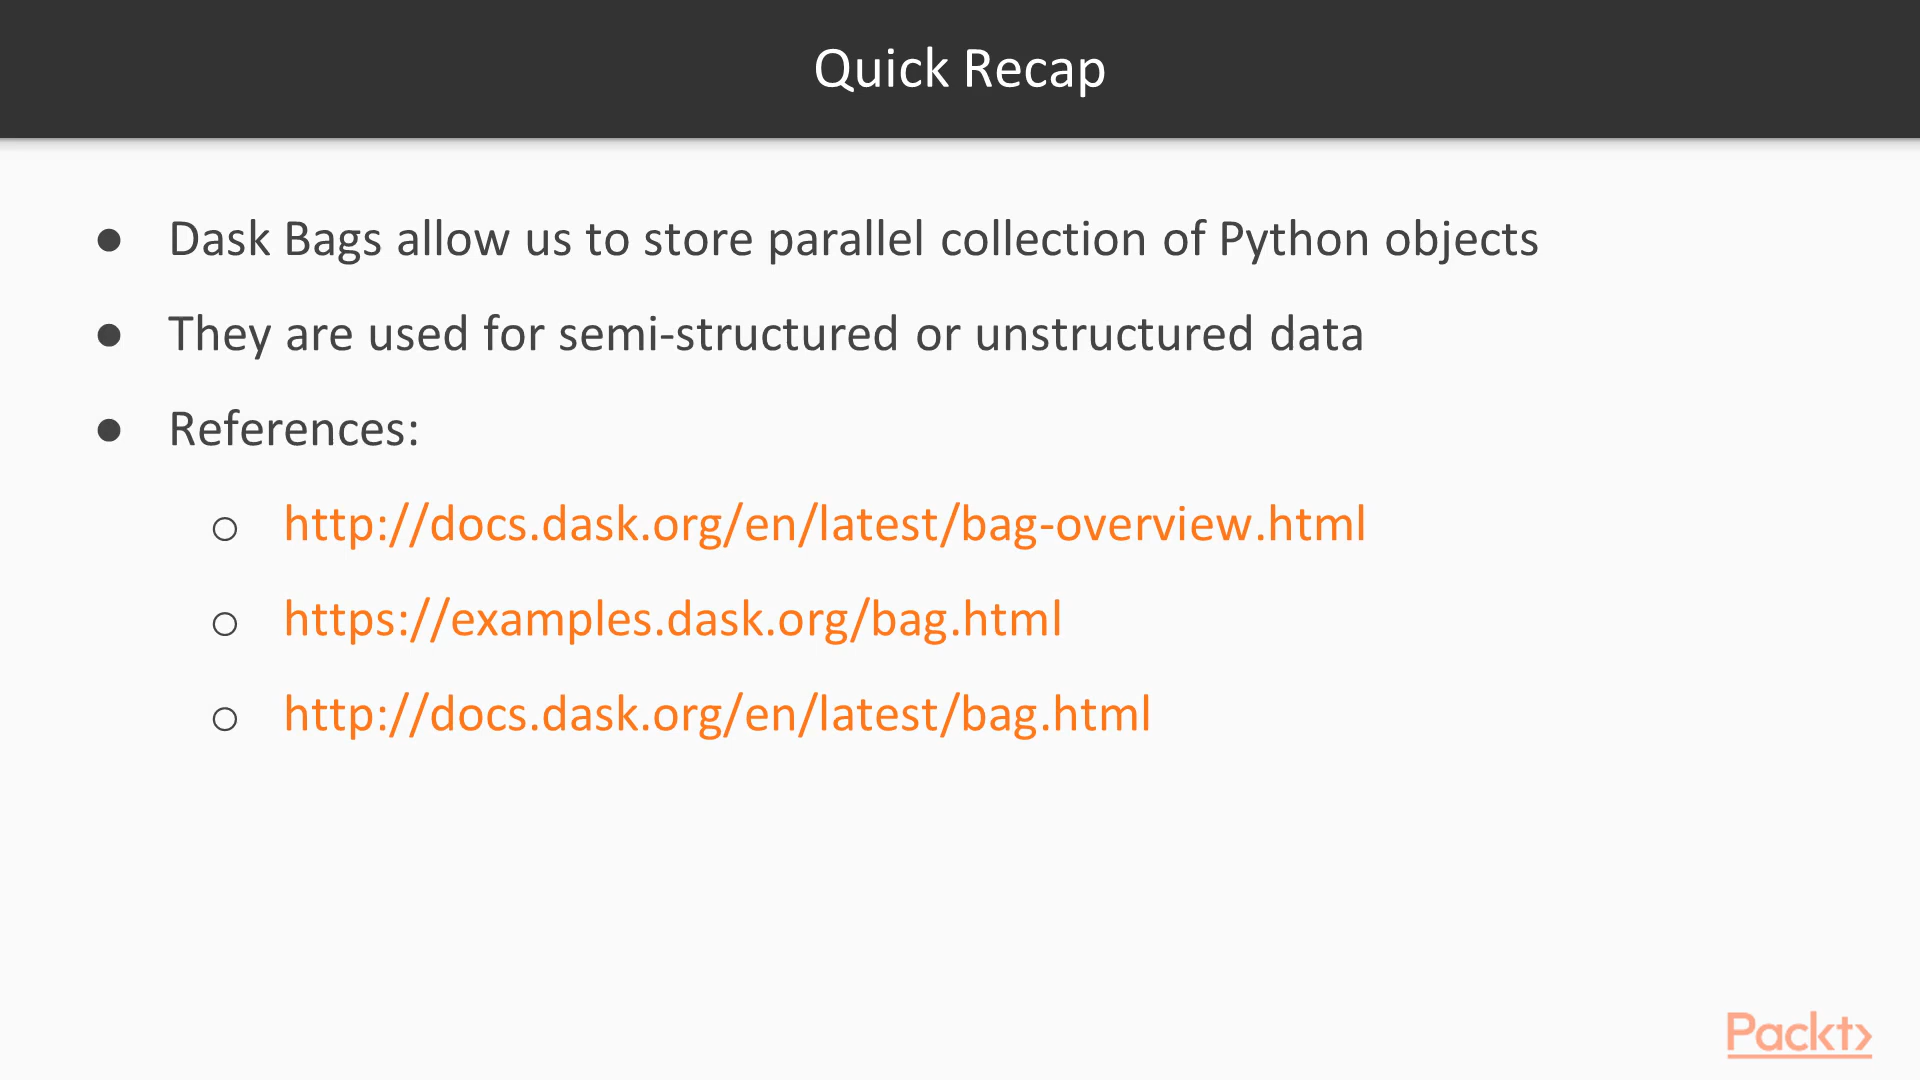 Quick Recap
● Dask Bags allow us to store parallel collection of Python objects
● They are used for semi-structured or unstructured data
● References:
○ http://docs.dask.org/en/latest/bag-overview.html
○ https://examples.dask.org/bag.html
○ http://docs.dask.org/en/latest/bag.html
Packt>